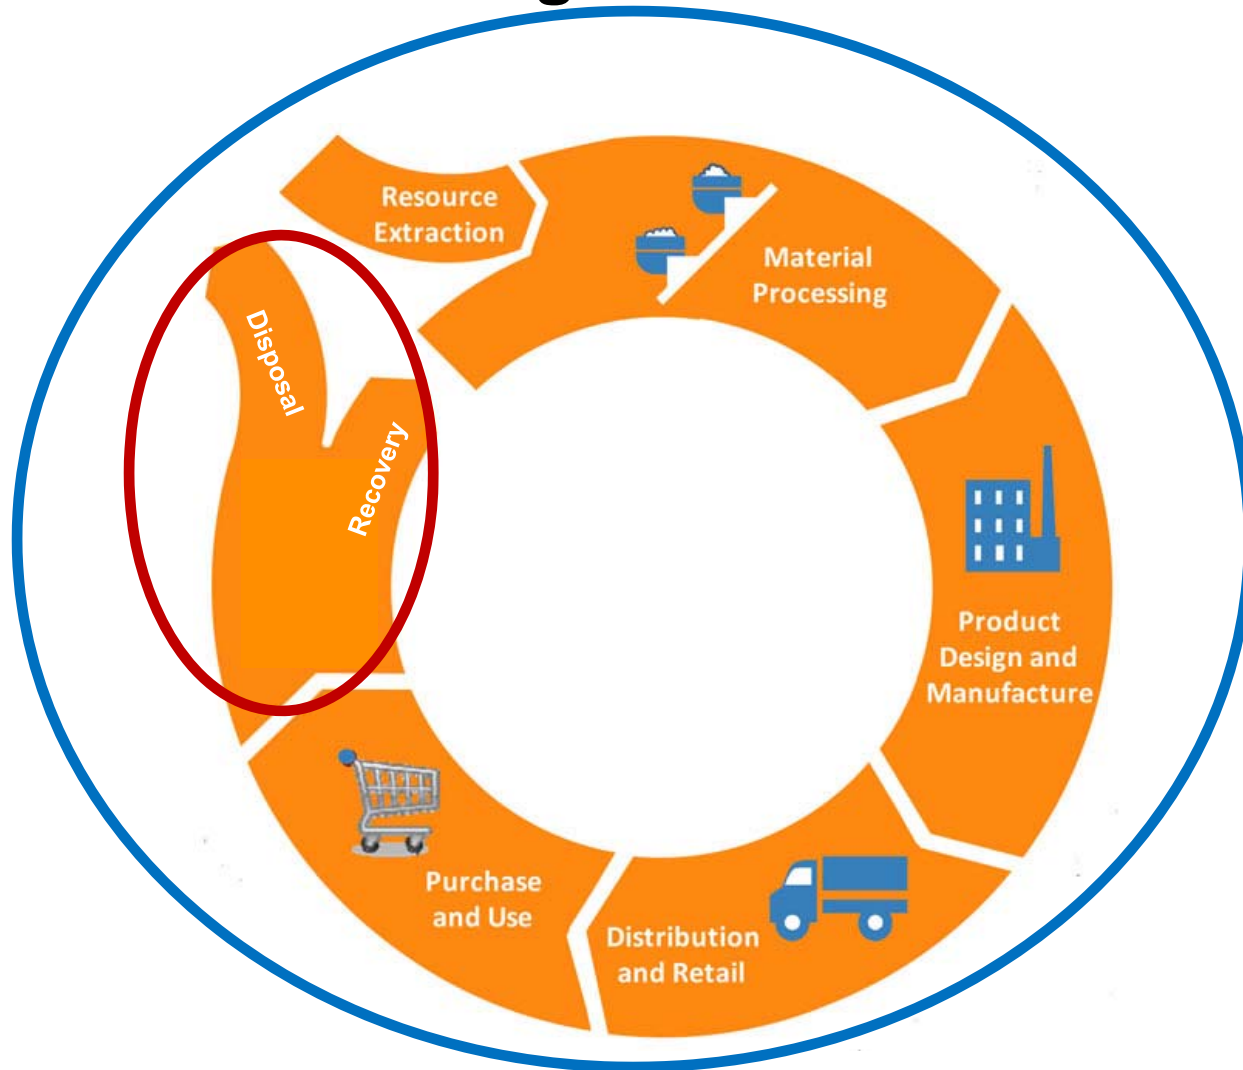 Resource
Extraction
Material
Processing
Product
Design and
Manufacture
Distribution
and Retail
Purchase
and Use
Recovery
Disposal